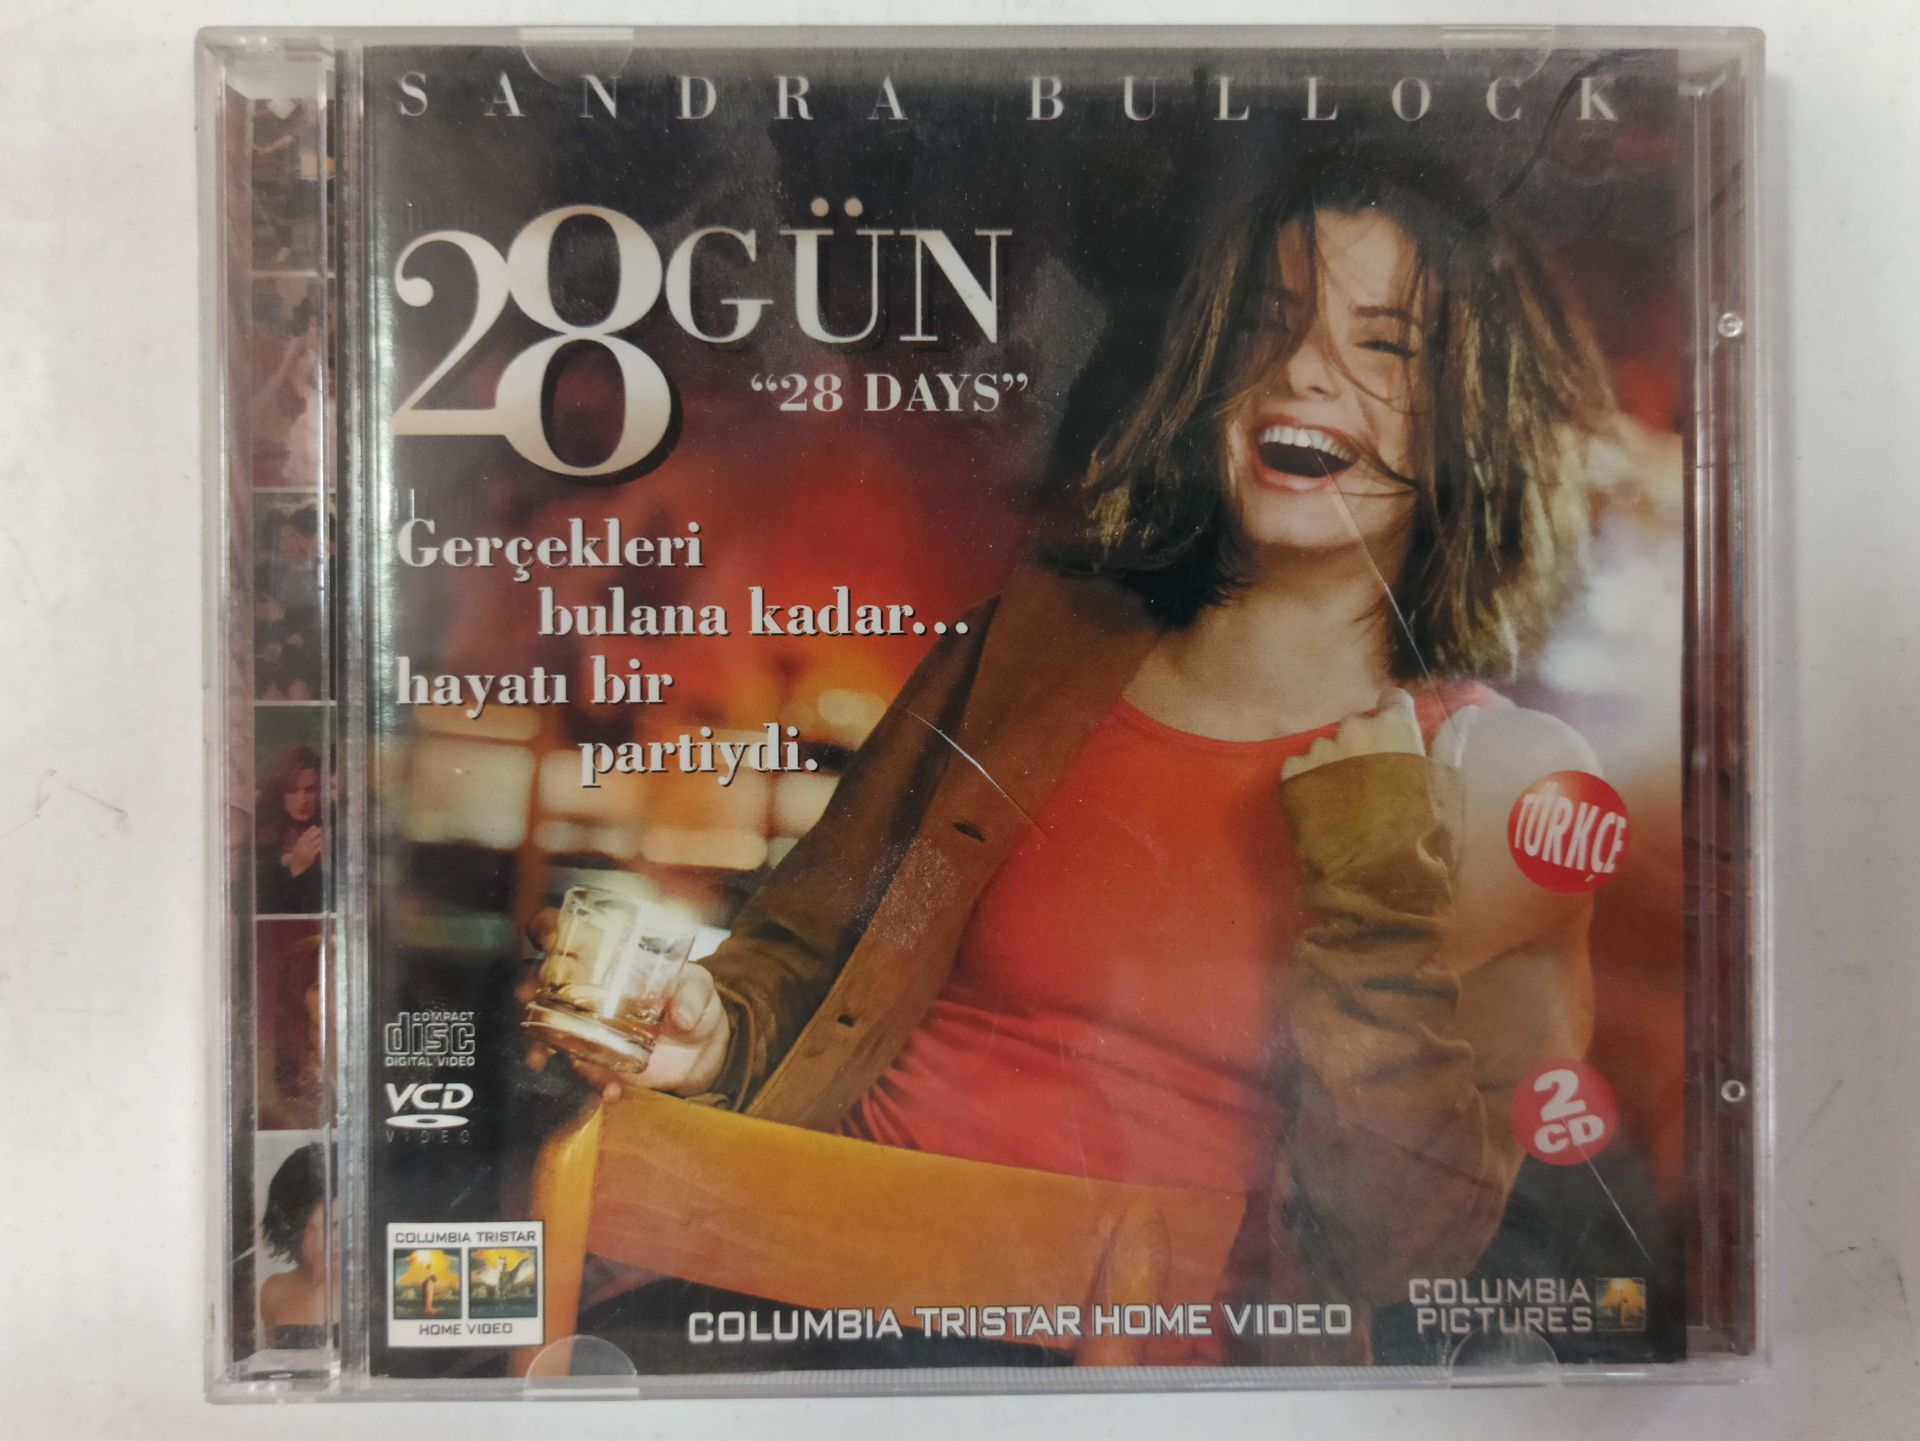 SANDRA BULLOCK
28 GÜN
“28 DAYS”
Gerçekleri
bulana kadar...
hayatı bir
partiydi.
TÜRKÇE
COMPACT
disc
DIGITAL VIDEO
VCD
VIDEO
2
CD
COLUMBIA TRISTAR
HOME VIDEO
COLUMBIA TRISTAR HOME VIDEO
COLUMBIA
PICTURES